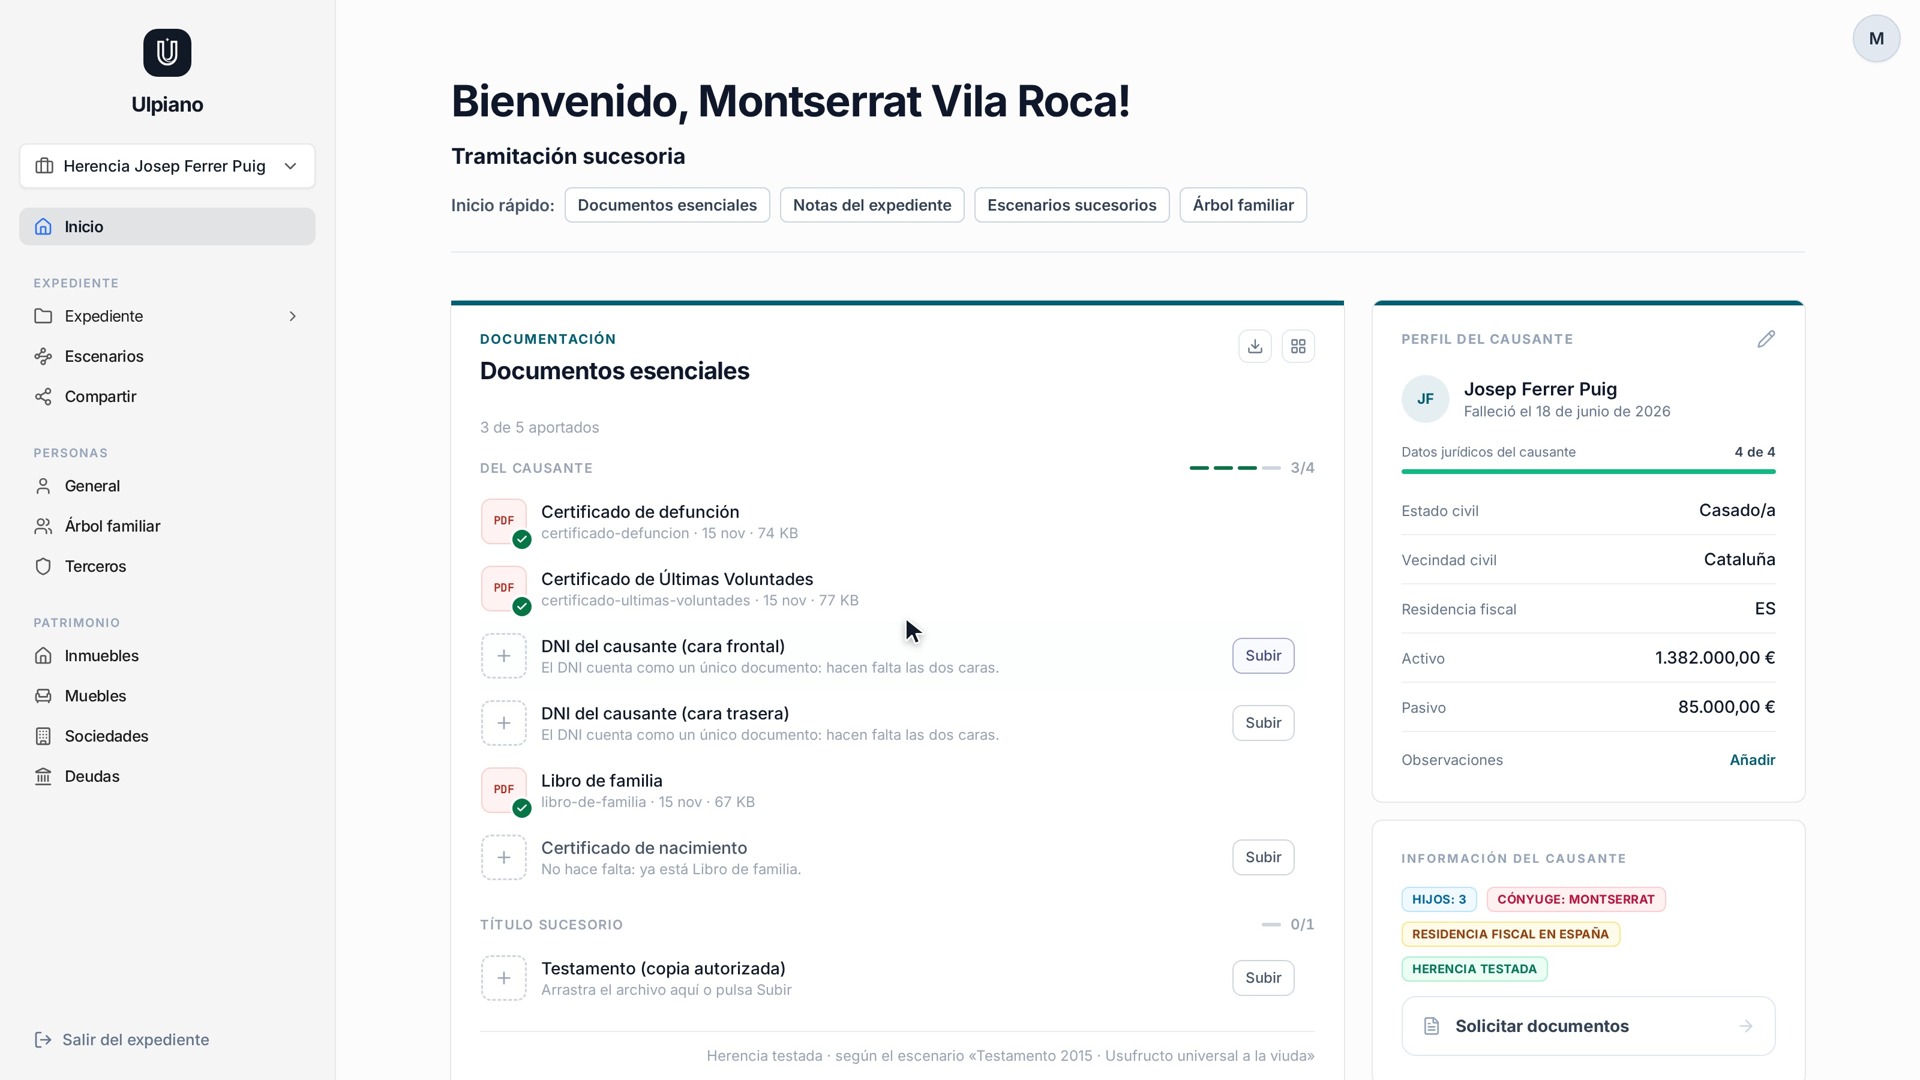 Ulpiano
Herencia Josep Ferrer Puig
Inicio
EXPEDIENTE
Expediente
Escenarios
Compartir
PERSONAS
General
Árbol familiar
Terceros
PATRIMONIO
Inmuebles
Muebles
Sociedades
Deudas
Salir del expediente
M
Bienvenido, Montserrat Vila Roca!
Tramitación sucesoria
Inicio rápido: Documentos esenciales Notas del expediente Escenarios sucesorios Árbol familiar
DOCUMENTACIÓN
Documentos esenciales
3 de 5 aportados
DEL CAUSANTE 3/4
PDF Certificado de defunción
certificado-defuncion · 15 nov · 74 KB
PDF Certificado de Últimas Voluntades
certificado-ultimas-voluntades · 15 nov · 77 KB
DNI del causante (cara frontal)
El DNI cuenta como un único documento: hacen falta las dos caras.
Subir
DNI del causante (cara trasera)
El DNI cuenta como un único documento: hacen falta las dos caras.
Subir
PDF Libro de familia
libro-de-familia · 15 nov · 67 KB
Certificado de nacimiento
No hace falta: ya está Libro de familia.
Subir
TÍTULO SUCESORIO 0/1
Testamento (copia autorizada)
Arrastra el archivo aquí o pulsa Subir
Subir
Herencia testada · según el escenario «Testamento 2015 · Usufructo universal a la viuda»
PERFIL DEL CAUSANTE
JF Josep Ferrer Puig
Falleció el 18 de junio de 2026
Datos jurídicos del causante 4 de 4
Estado civil Casado/a
Vecindad civil Cataluña
Residencia fiscal ES
Activo 1.382.000,00 €
Pasivo 85.000,00 €
Observaciones Añadir
INFORMACIÓN DEL CAUSANTE
HIJOS: 3 CÓNYUGE: MONTSERRAT
RESIDENCIA FISCAL EN ESPAÑA
HERENCIA TESTADA
Solicitar documentos